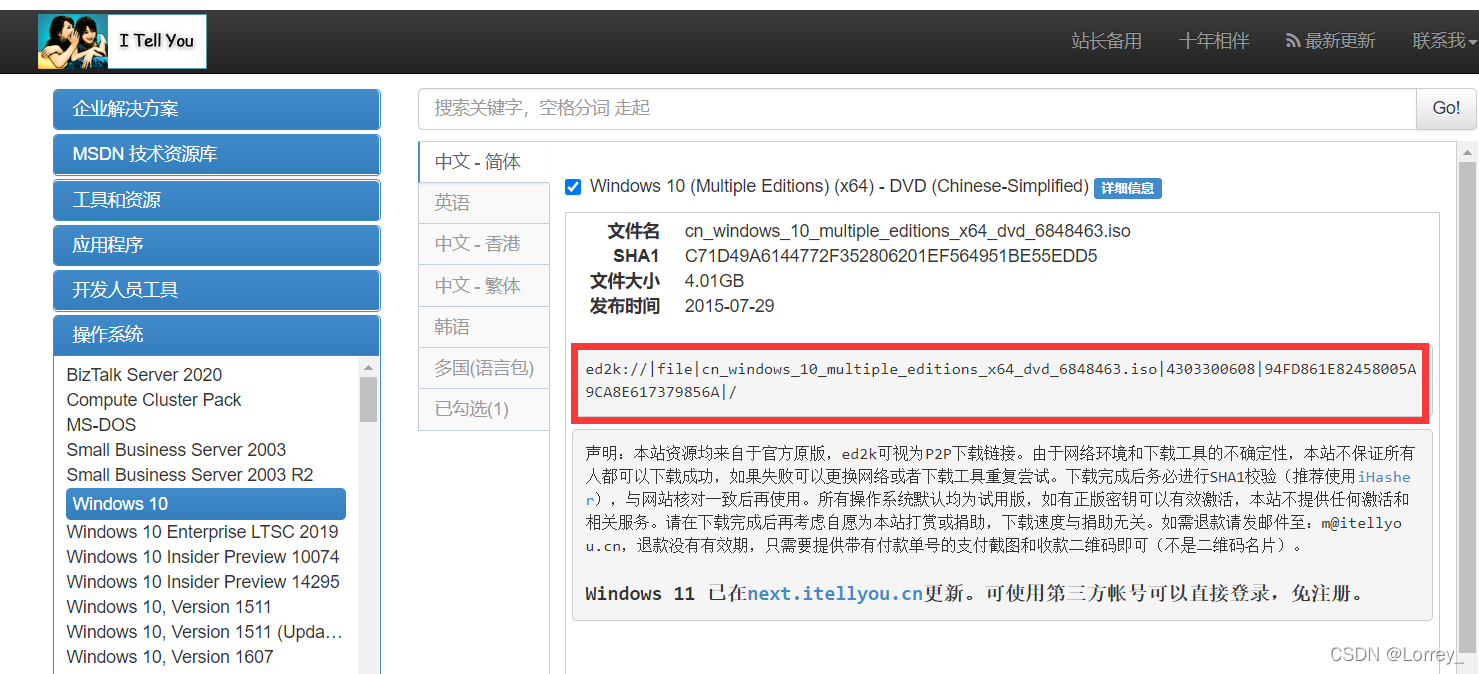 I Tell You
站长备用
十年相伴
最新更新
联系我
企业解决方案
MSDN 技术资源库
工具和资源
应用程序
开发人员工具
操作系统
BizTalk Server 2020
Compute Cluster Pack
MS-DOS
Small Business Server 2003
Small Business Server 2003 R2
Windows 10
Windows 10 Enterprise LTSC 2019
Windows 10 Insider Preview 10074
Windows 10 Insider Preview 14295
Windows 10, Version 1511
Windows 10, Version 1511 (Upda…
Windows 10, Version 1607
搜索关键字，空格分词 走起
Go!
中文 - 简体
英语
中文 - 香港
中文 - 繁体
韩语
多国(语言包)
已勾选(1)
Windows 10 (Multiple Editions) (x64) - DVD (Chinese-Simplified) 详细信息
文件名 cn_windows_10_multiple_editions_x64_dvd_6848463.iso
SHA1 C71D49A6144772F352806201EF564951BE55EDD5
文件大小 4.01GB
发布时间 2015-07-29
ed2k://|file|cn_windows_10_multiple_editions_x64_dvd_6848463.iso|4303300608|94FD861E82458005A
9CA8E617379856A|/
声明：本站资源均来自于官方原版，ed2k可视为P2P下载链接。由于网络环境和下载工具的不确定性，本站不保证所有
人都可以下载成功，如果失败可以更换网络或者下载工具重复尝试。下载完成后务必进行SHA1校验（推荐使用iHashe
r），与网站核对一致后再使用。所有操作系统默认均为试用版，如有正版密钥可以有效激活，本站不提供任何激活和
相关服务。请在下载完成后再考虑自愿为本站打赏或捐助，下载速度与捐助无关。如需退款请发邮件至：m@itellyo
u.cn，退款没有有效期，只需要提供带有付款单号的支付截图和收款二维码即可（不是二维码名片）。
Windows 11 已在next.itellyou.cn更新。可使用第三方帐号可以直接登录，免注册。
CSDN @Lorrey_